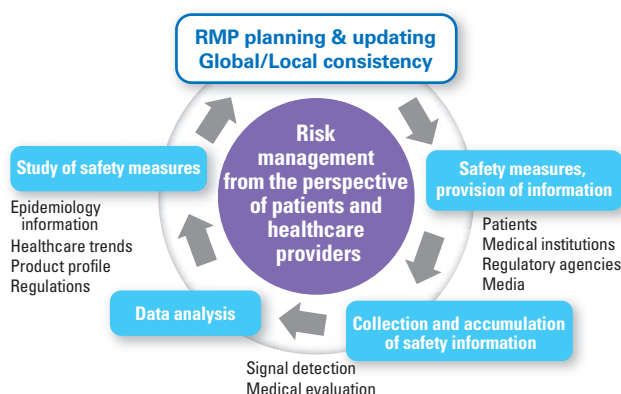 RMP planning & updating
Global/Local consistency
Risk
management
from the perspective
of patients and
healthcare
providers
Safety measures,
provision of information
Patients
Medical institutions
Regulatory agencies
Media
Collection and accumulation
of safety information
Data analysis
Signal detection
Medical evaluation
Study of safety measures
Epidemiology
information
Healthcare trends
Product profile
Regulations